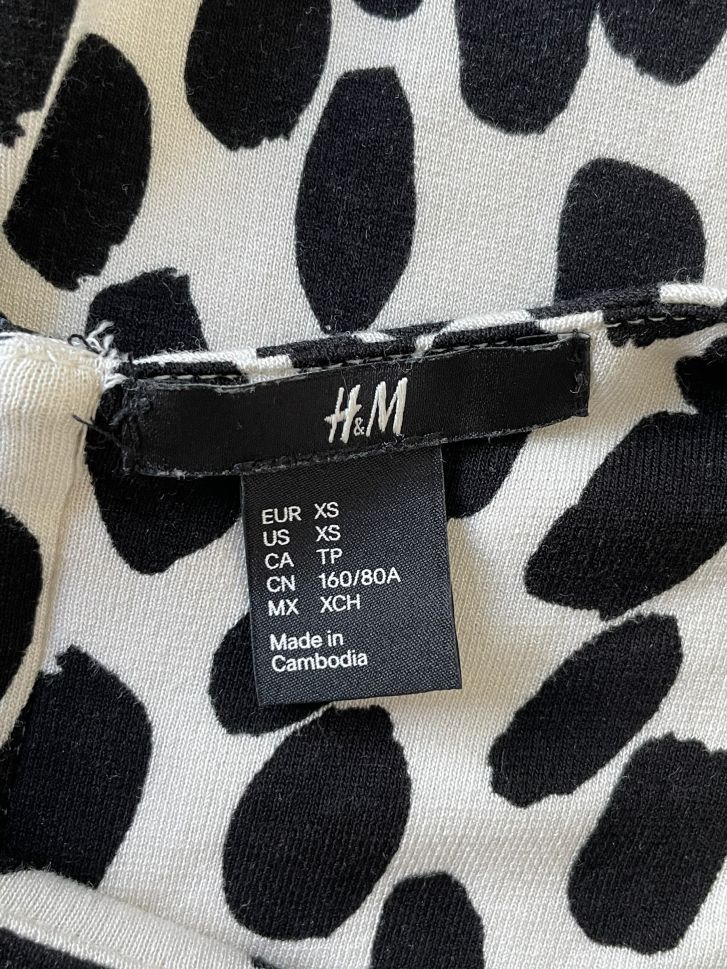 H&M
EUR XS
US XS
CA TP
CN 160/80A
MX XCH
Made in
Cambodia